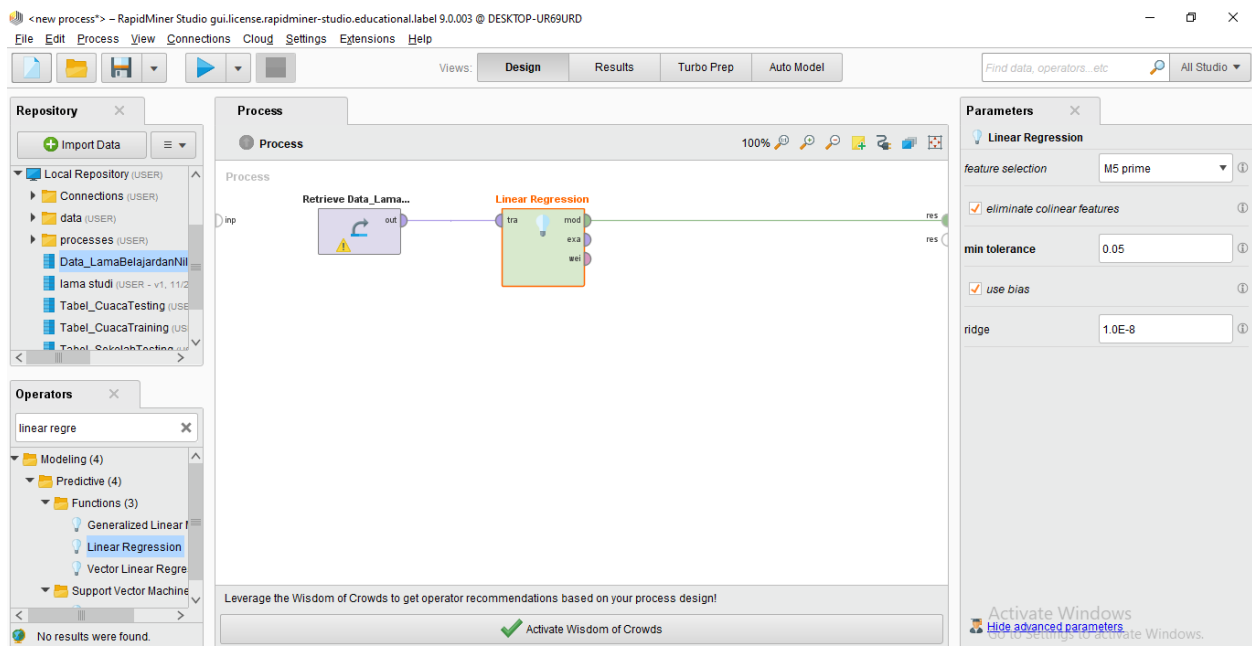 <new process*> – RapidMiner Studio gui.license.rapidminer-studio.educational.label 9.0.003 @ DESKTOP-UR69URD
File Edit Process View Connections Cloud Settings Extensions Help
Views: Design Results Turbo Prep Auto Model
Find data, operators...etc All Studio
Repository
Import Data
Local Repository (USER)
Connections (USER)
data (USER)
processes (USER)
Data_LamaBelajardanNil
lama studi (USER - v1, 11/2
Tabel_CuacaTesting (USE
Tabel_CuacaTraining (US
Operators
linear regre
Modeling (4)
Predictive (4)
Functions (3)
Generalized Linear
Linear Regression
Vector Linear Regre
Support Vector Machine
No results were found.
Process
Process
100%
Process
inp
Retrieve Data_Lama...
out
Linear Regression
tra mod
exa
wei
res
res
Leverage the Wisdom of Crowds to get operator recommendations based on your process design!
Activate Wisdom of Crowds
Parameters
Linear Regression
feature selection M5 prime
eliminate colinear features
min tolerance 0.05
use bias
ridge 1.0E-8
Activate Windows
Hide advanced parameters
Go to Settings to activate Windows.